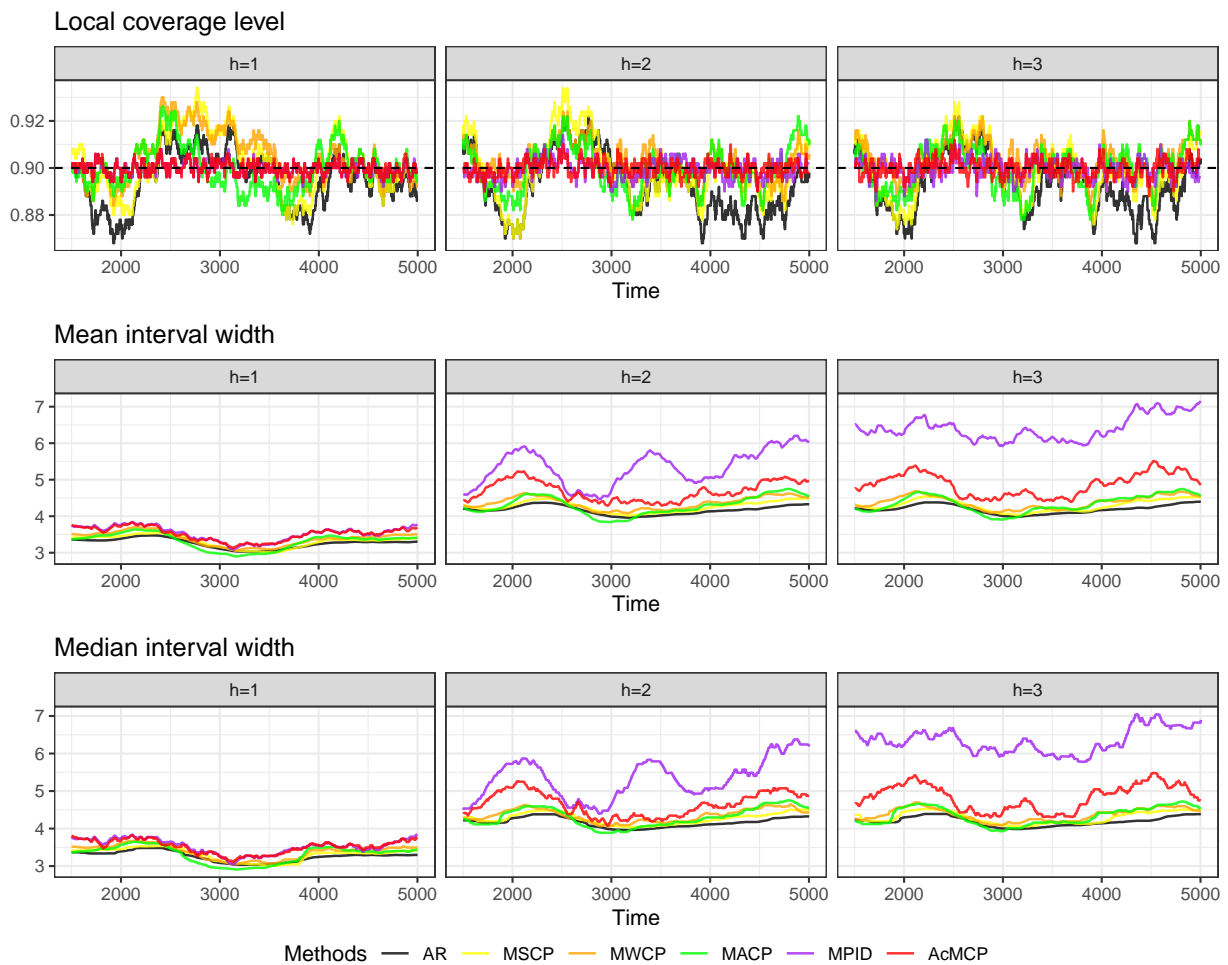 Local coverage level
h=1 h=2 h=3
0.92
0.90
0.88
2000 3000 4000 5000 2000 3000 4000 5000 2000 3000 4000 5000
Time
Mean interval width
h=1 h=2 h=3
7
6
5
4
3
2000 3000 4000 5000 2000 3000 4000 5000 2000 3000 4000 5000
Time
Median interval width
h=1 h=2 h=3
7
6
5
4
3
2000 3000 4000 5000 2000 3000 4000 5000 2000 3000 4000 5000
Time
Methods AR MSCP MWCP MACP MPID AcMCP